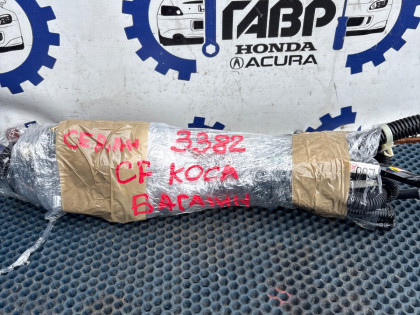 ГАВР
HONDA
ACURA
СЕДАН 3382
CF КОСА
БАГАЖН